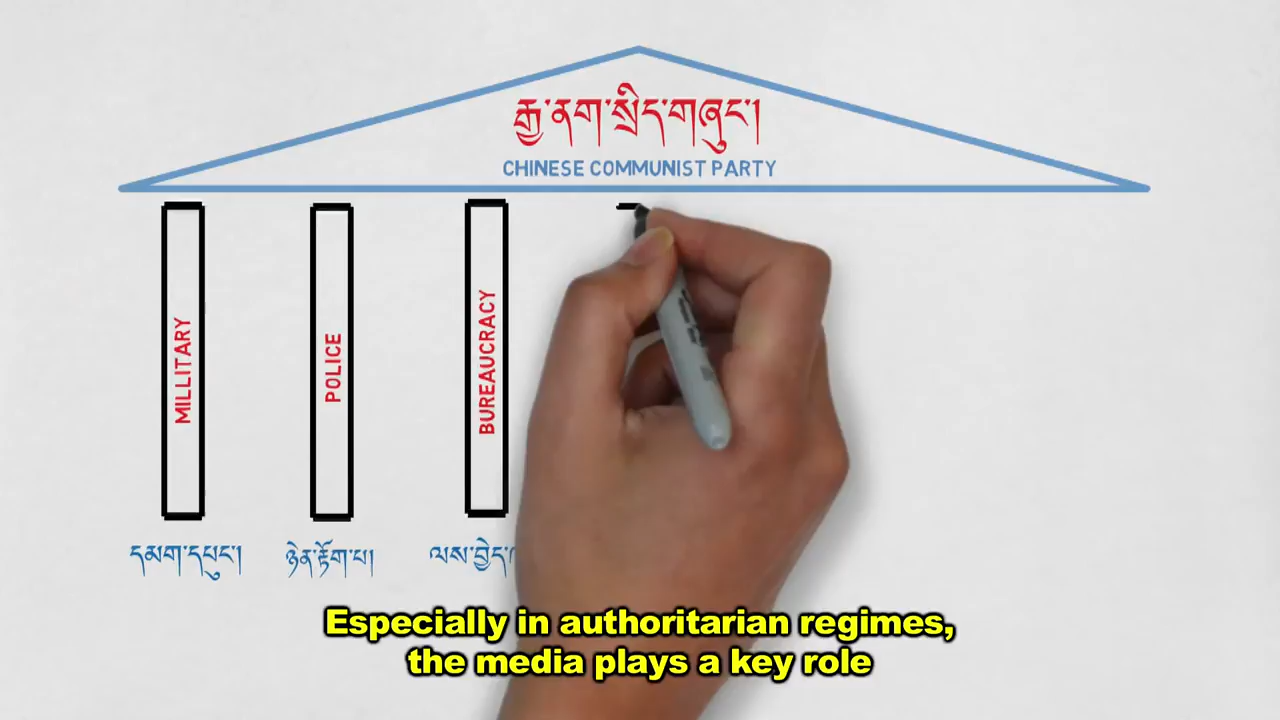 རྒྱ་ནག་སྲིད་གཞུང་།
CHINESE COMMUNIST PARTY
MILLITARY
POLICE
BUREAUCRACY
དམག་དཔུང་།
ཉེན་རྟོག་པ།
ལས་བྱེད་
Especially in authoritarian regimes,
the media plays a key role